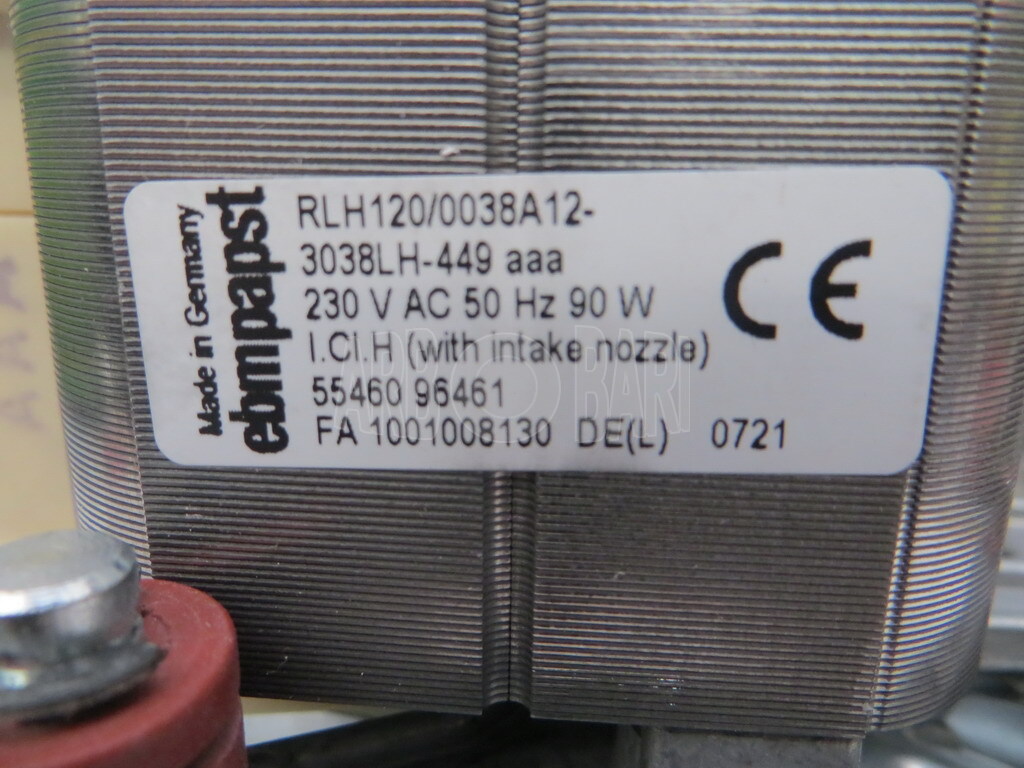 Made in Germany
ebmpapst
RLH120/0038A12-
3038LH-449 aaa
230 V AC 50 Hz 90 W
I.Cl.H (with intake nozzle)
55460 96461
FA 1001008130 DE(L) 0721
CE